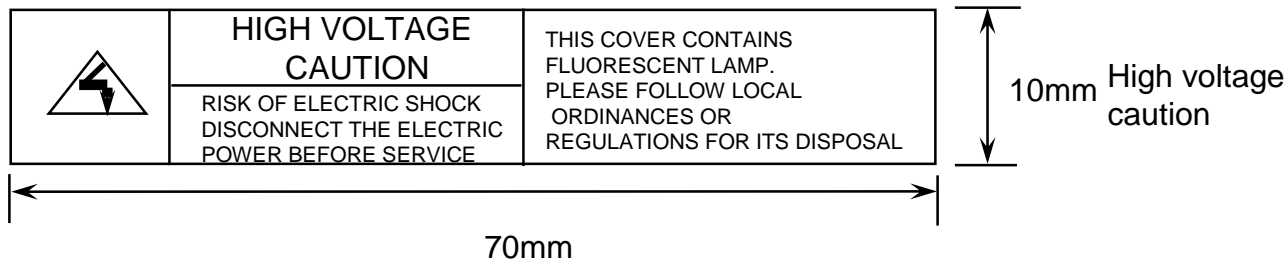 HIGH VOLTAGE
CAUTION
RISK OF ELECTRIC SHOCK
DISCONNECT THE ELECTRIC
POWER BEFORE SERVICE
THIS COVER CONTAINS
FLUORESCENT LAMP.
PLEASE FOLLOW LOCAL
ORDINANCES OR
REGULATIONS FOR ITS DISPOSAL
10mm
High voltage
caution
70mm